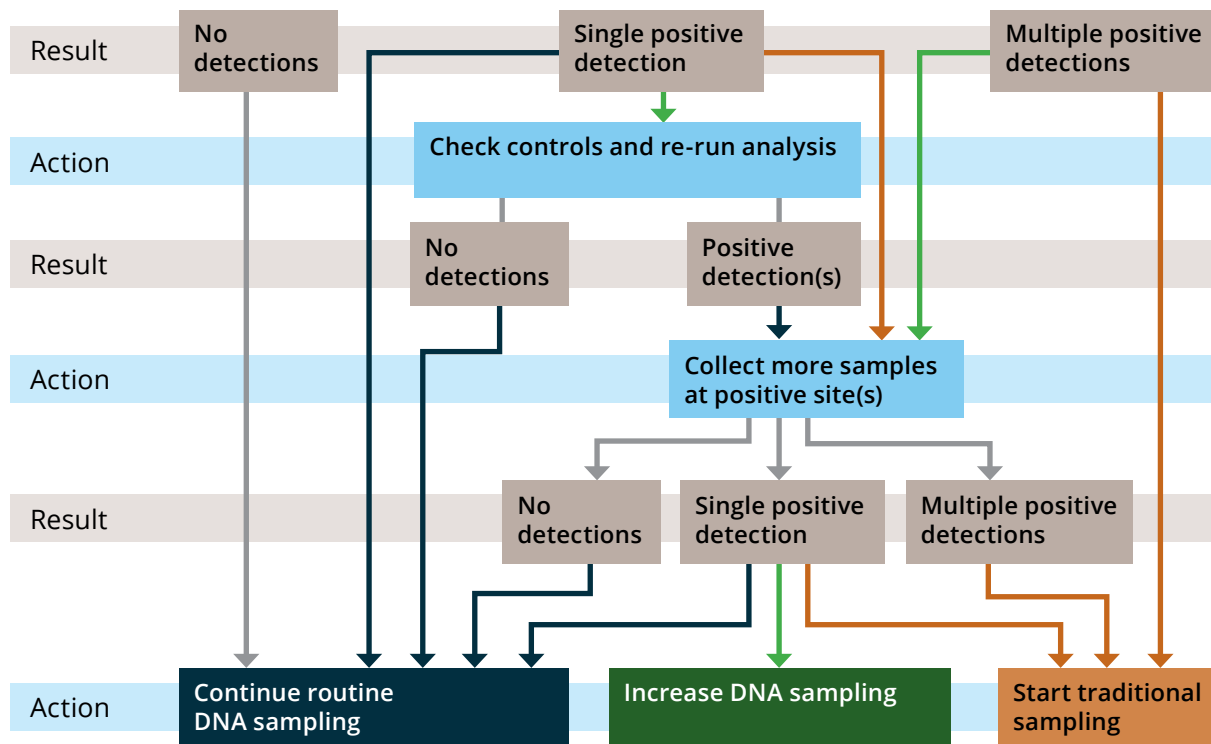 Result
No
detections
Single positive
detection
Multiple positive
detections
Action
Check controls and re-run analysis
Result
No
detections
Positive
detection(s)
Action
Collect more samples
at positive site(s)
Result
No
detections
Single positive
detection
Multiple positive
detections
Action
Continue routine
DNA sampling
Increase DNA sampling
Start traditional
sampling